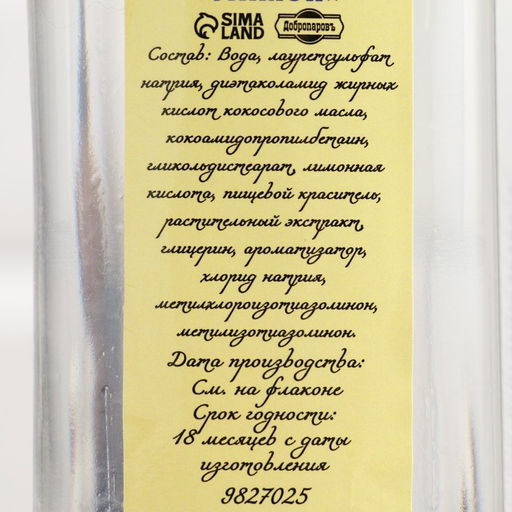 SIMA LAND Добропаровъ
Состав: Вода, лауретсульфат
натрия, диэтаколамид жирных
кислот кокосового масла,
кокоамидопропилбетаин,
гликольдистеарат, лимонная
кислота, пищевой краситель,
растительный экстракт,
глицерин, ароматизатор,
хлорид натрия,
метилхлороизотиазолинон,
метилизотиазолинон.
Дата производства:
См. на флаконе
Срок годности:
18 месяцев с даты
изготовления
9827025